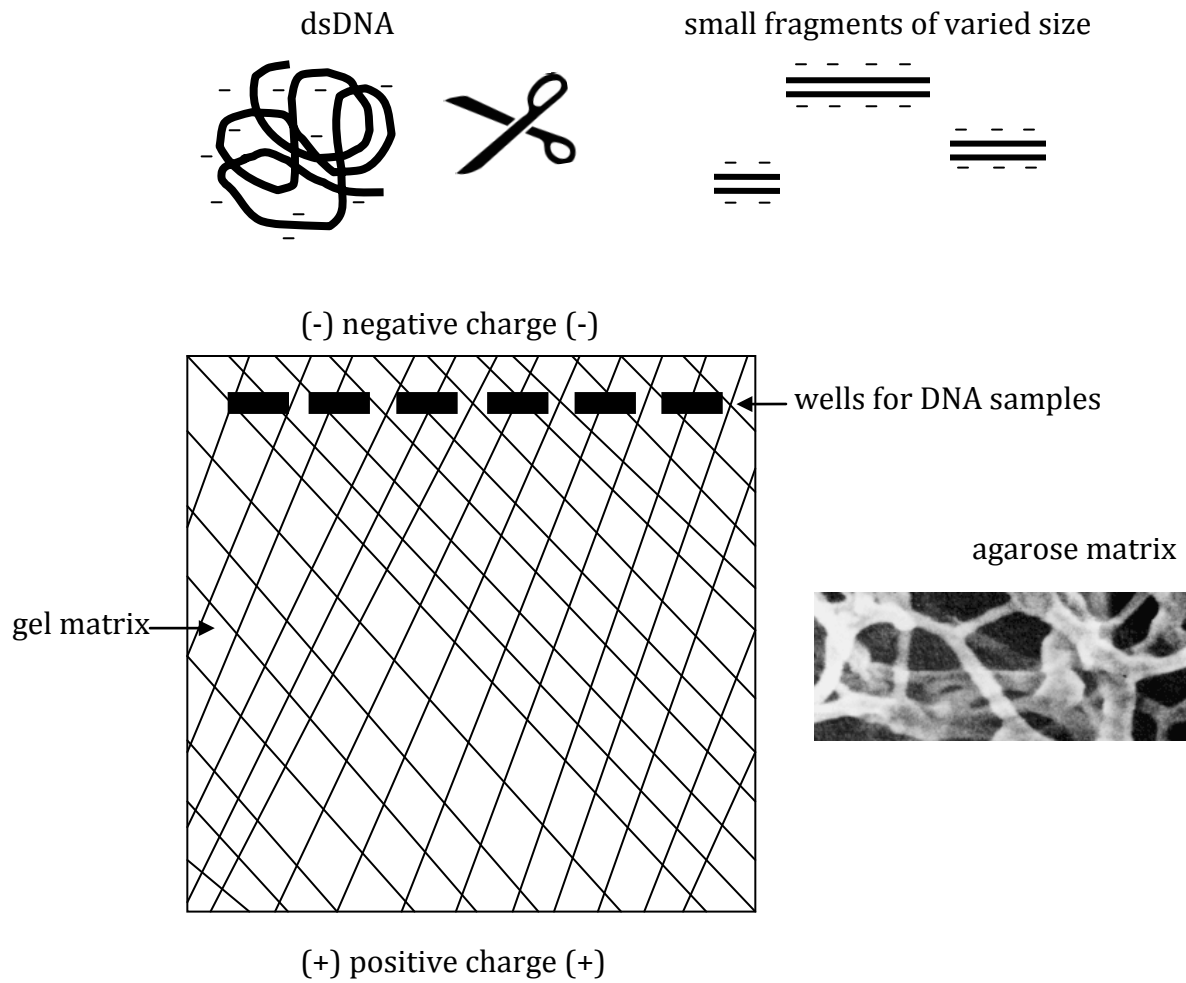 dsDNA
small fragments of varied size
(-) negative charge (-)
wells for DNA samples
agarose matrix
gel matrix
(+) positive charge (+)